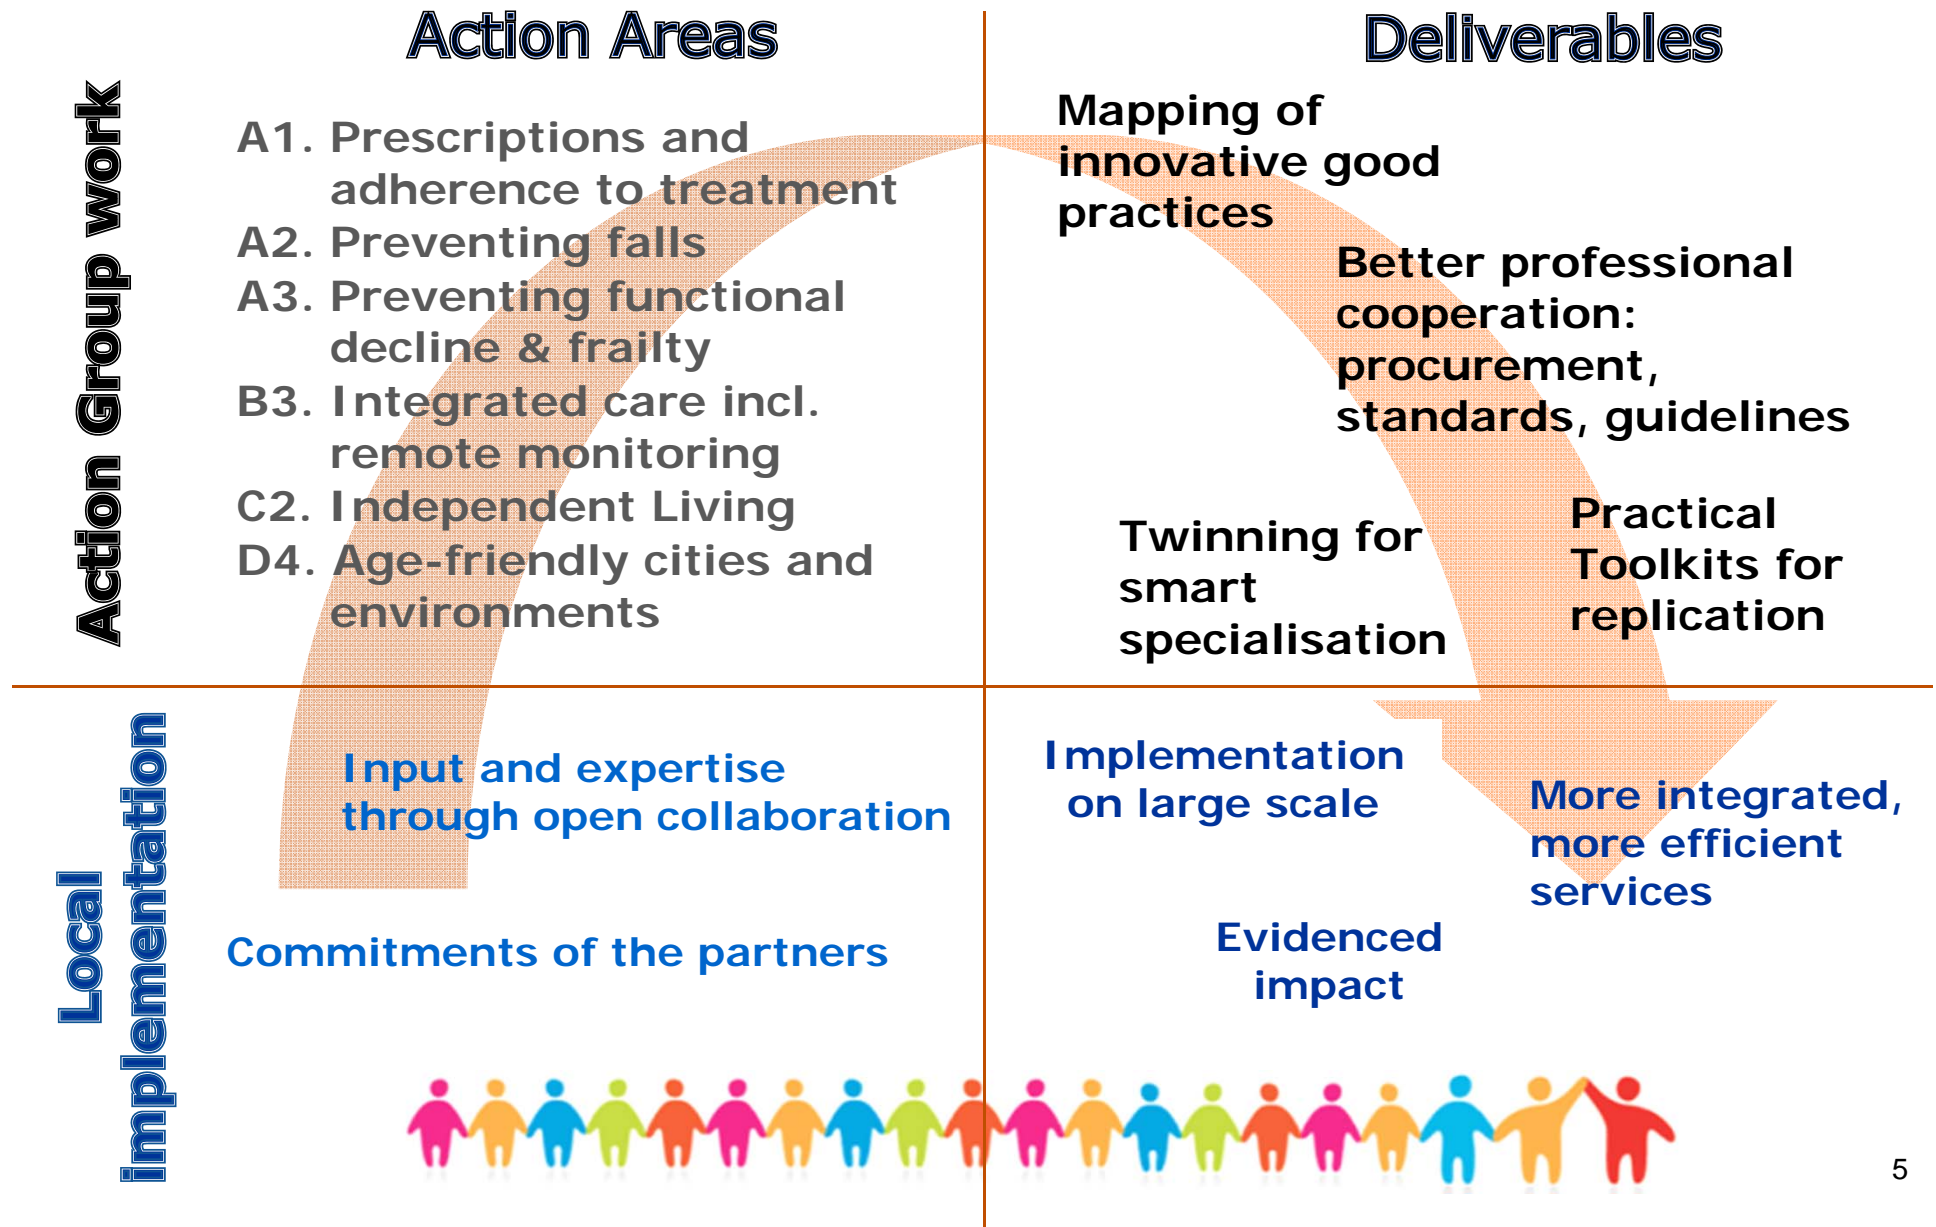 Action Areas
Deliverables
Action Group work
A1. Prescriptions and
adherence to treatment
A2. Preventing falls
A3. Preventing functional
decline & frailty
B3. Integrated care incl.
remote monitoring
C2. Independent Living
D4. Age-friendly cities and
environments
Mapping of
innovative good
practices
Better professional
cooperation:
procurement,
standards, guidelines
Twinning for
smart
specialisation
Practical
Toolkits for
replication
Local
implementation
Input and expertise
through open collaboration
Commitments of the partners
Implementation
on large scale
More integrated,
more efficient
services
Evidenced
impact
5